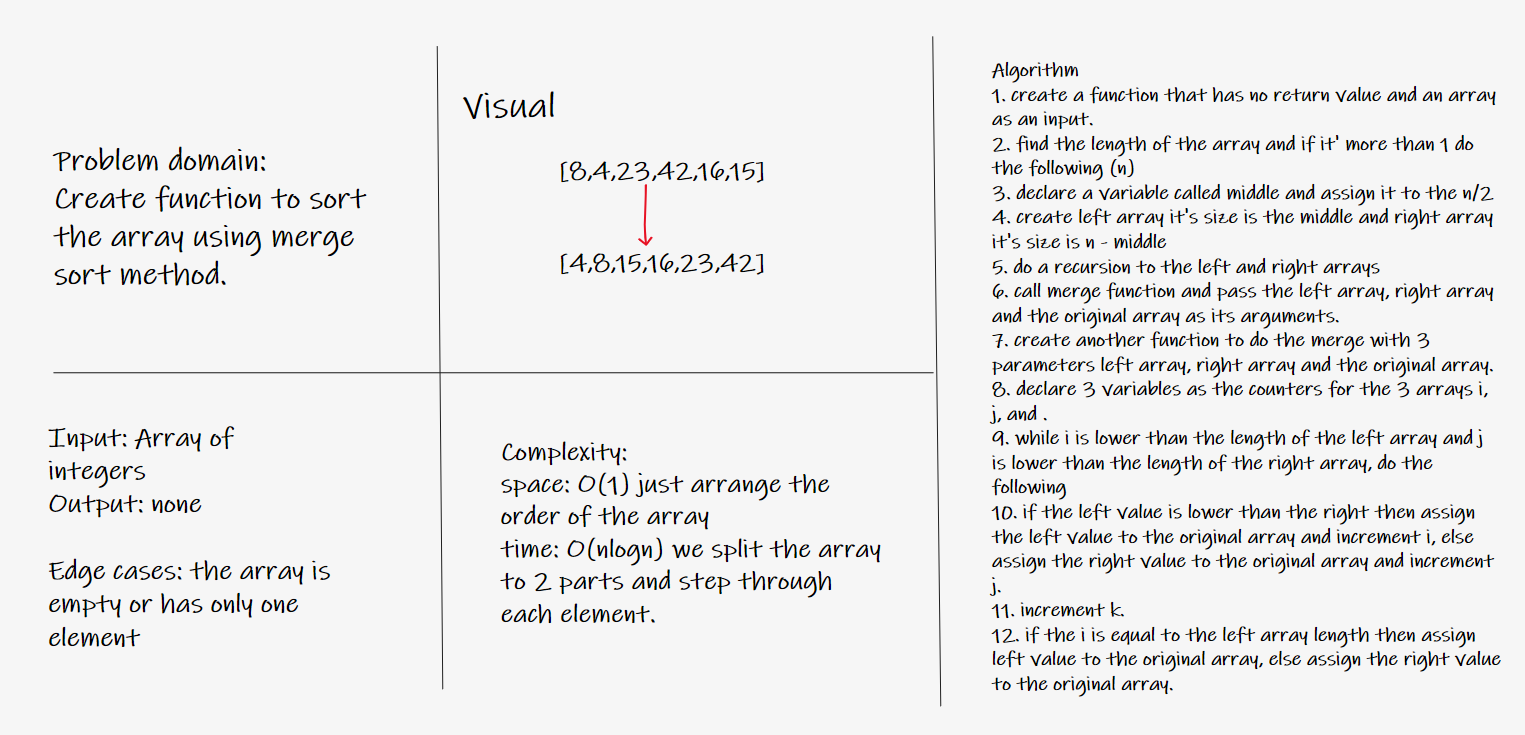 Problem domain:
Create function to sort
the array using merge
sort method.
Visual
[8,4,23,42,16,15]
[4,8,15,16,23,42]
Input: Array of
integers
Output: none
Edge cases: the array is
empty or has only one
element
Complexity:
space: O(1) just arrange the
order of the array
time: O(nlogn) we split the array
to 2 parts and step through
each element.
Algorithm
1. create a function that has no return value and an array
as an input.
2. find the length of the array and if it' more than 1 do
the following (n)
3. declare a variable called middle and assign it to the n/2
4. create left array it's size is the middle and right array
it's size is n - middle
5. do a recursion to the left and right arrays
6. call merge function and pass the left array, right array
and the original array as its arguments.
7. create another function to do the merge with 3
parameters left array, right array and the original array.
8. declare 3 variables as the counters for the 3 arrays i,
j, and .
9. while i is lower than the length of the left array and j
is lower than the length of the right array, do the
following
10. if the left value is lower than the right then assign
the left value to the original array and increment i, else
assign the right value to the original array and increment
j.
11. increment k.
12. if the i is equal to the left array length then assign
left value to the original array, else assign the right value
to the original array.